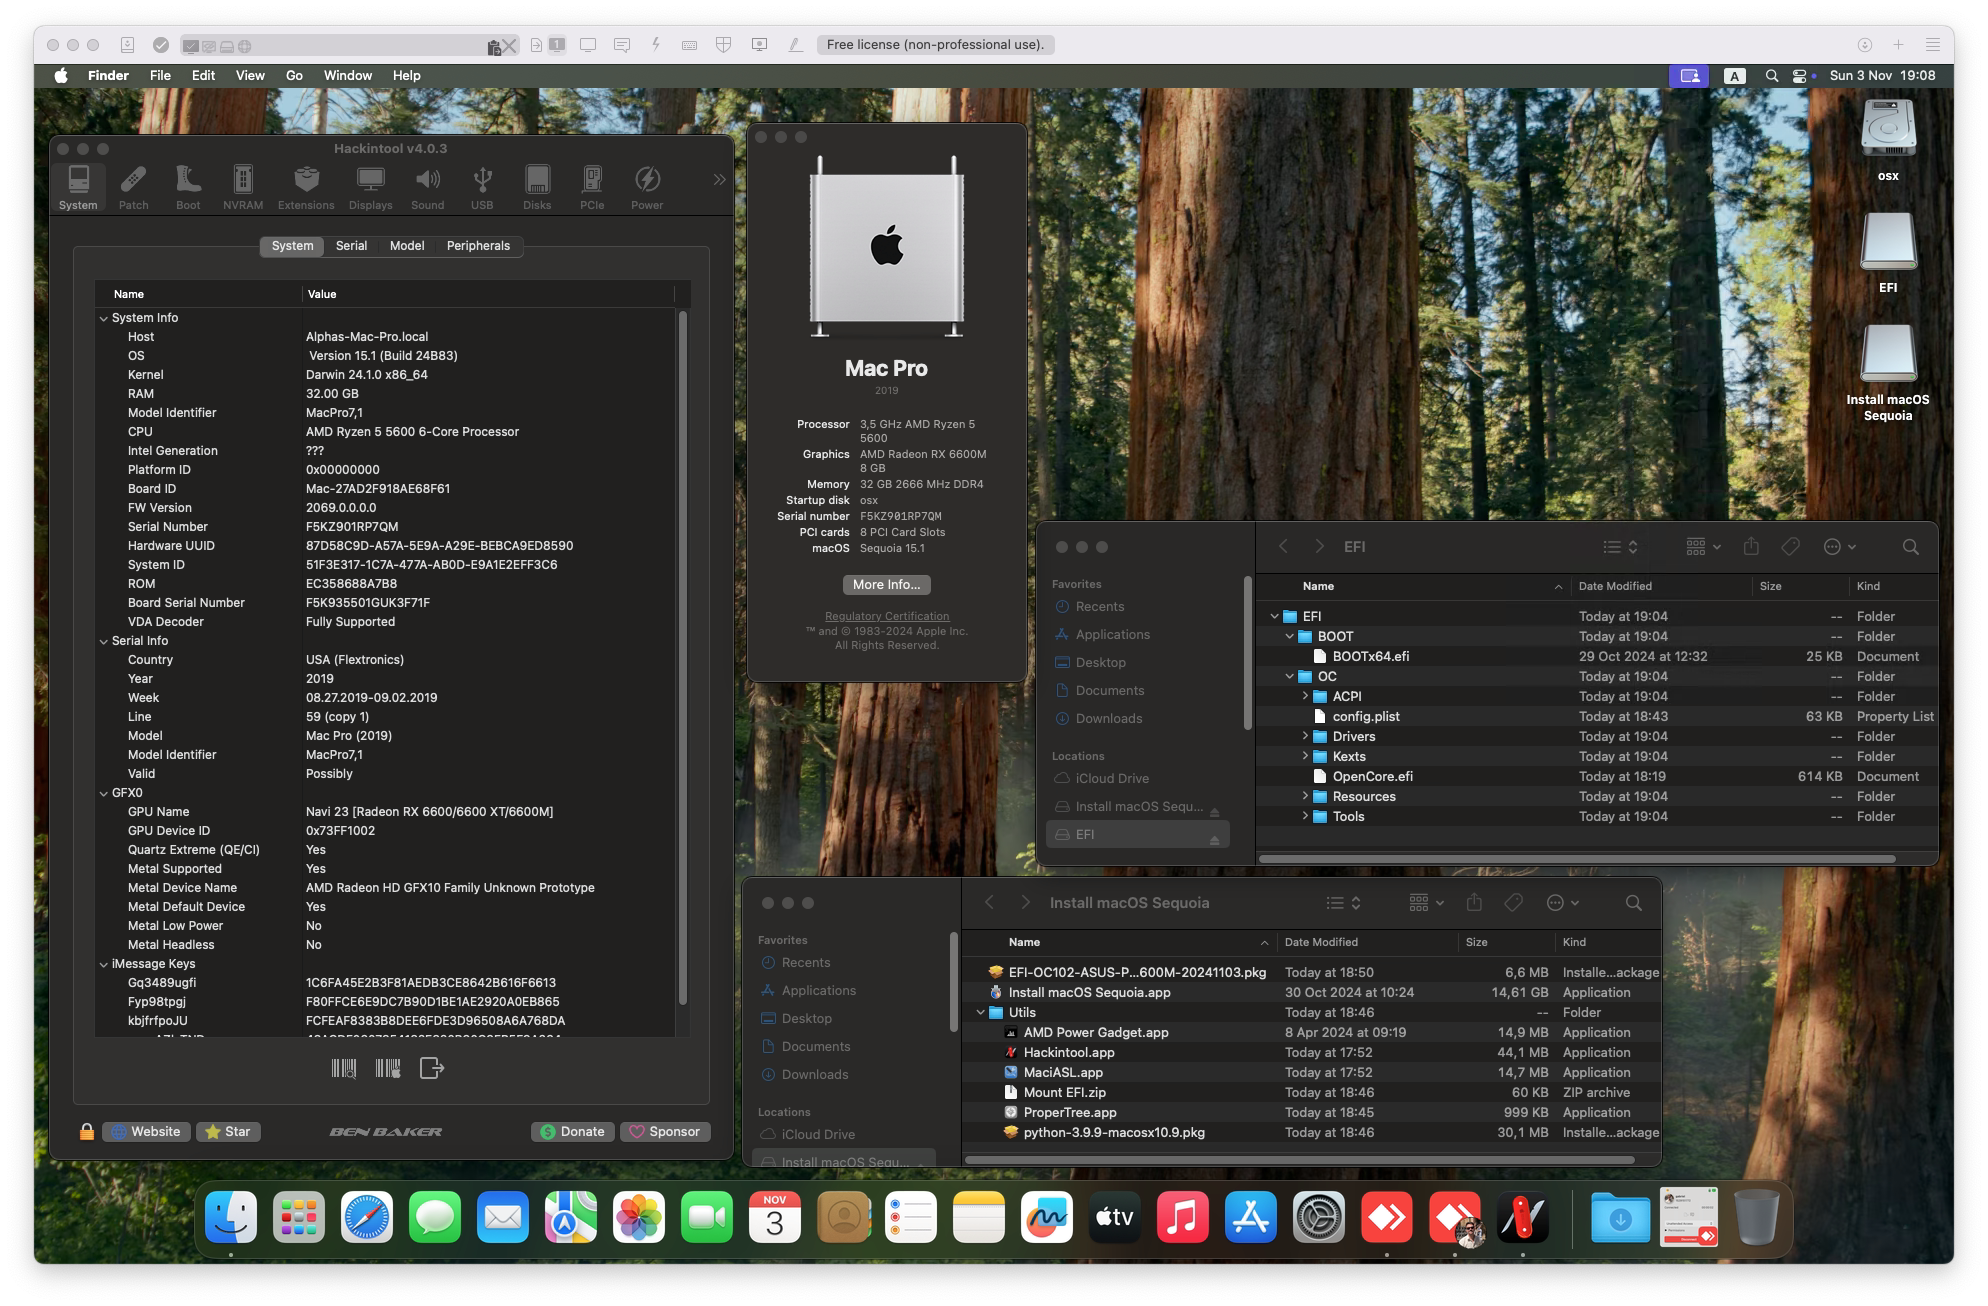 1
Free license (non-professional use).
Finder File Edit View Go Window Help
A
Sun 3 Nov 19:08
Hackintool v4.0.3
System Patch Boot NVRAM Extensions Displays Sound USB Disks PCIe Power
System Serial Model Peripherals
Name Value
System Info
Host Alphas-Mac-Pro.local
OS Version 15.1 (Build 24B83)
Kernel Darwin 24.1.0 x86_64
RAM 32.00 GB
Model Identifier MacPro7,1
CPU AMD Ryzen 5 5600 6-Core Processor
Intel Generation ???
Platform ID 0x00000000
Board ID Mac-27AD2F918AE68F61
FW Version 2069.0.0.0.0
Serial Number F5KZ901RP7QM
Hardware UUID 87D58C9D-A57A-5E9A-A29E-BEBCA9ED8590
System ID 51F3E317-1C7A-477A-AB0D-E9A1E2EFF3C6
ROM EC358688A7B8
Board Serial Number F5K935501GUK3F71F
VDA Decoder Fully Supported
Serial Info
Country USA (Flextronics)
Year 2019
Week 08.27.2019-09.02.2019
Line 59 (copy 1)
Model Mac Pro (2019)
Model Identifier MacPro7,1
Valid Possibly
GFX0
GPU Name Navi 23 [Radeon RX 6600/6600 XT/6600M]
GPU Device ID 0x73FF1002
Quartz Extreme (QE/CI) Yes
Metal Supported Yes
Metal Device Name AMD Radeon HD GFX10 Family Unknown Prototype
Metal Default Device Yes
Metal Low Power No
Metal Headless No
iMessage Keys
Gq3489ugfi 1C6FA45E2B3F81AEDB3CE8642B616F6613
Fyp98tpgj F80FFCE6E9DC7B90D1BE1AE2920A0EB865
kbjfrfpoJU FCFEAF8383B8DEE6FDE3D96508A6A768DA
Website Star BEN BAKER Donate Sponsor
Mac Pro
2019
Processor 3,5 GHz AMD Ryzen 5
5600
Graphics AMD Radeon RX 6600M
8 GB
Memory 32 GB 2666 MHz DDR4
Startup disk osx
Serial number F5KZ901RP7QM
PCI cards 8 PCI Card Slots
macOS Sequoia 15.1
More Info...
Regulatory Certification
™ and © 1983-2024 Apple Inc.
All Rights Reserved.
osx
EFI
Install macOS
Sequoia
EFI
Favorites
Recents
Applications
Desktop
Documents
Downloads
Locations
iCloud Drive
Install macOS Sequ...
EFI
Name Date Modified Size Kind
EFI Today at 19:04 -- Folder
BOOT Today at 19:04 -- Folder
BOOTx64.efi 29 Oct 2024 at 12:32 25 KB Document
OC Today at 19:04 -- Folder
ACPI Today at 19:04 -- Folder
config.plist Today at 18:43 63 KB Property List
Drivers Today at 19:04 -- Folder
Kexts Today at 19:04 -- Folder
OpenCore.efi Today at 18:19 614 KB Document
Resources Today at 19:04 -- Folder
Tools Today at 19:04 -- Folder
Install macOS Sequoia
Favorites
Recents
Applications
Desktop
Documents
Downloads
Locations
iCloud Drive
Install macOS Sequ...
Name Date Modified Size Kind
EFI-OC102-ASUS-P...600M-20241103.pkg Today at 18:50 6,6 MB Installe...ackage
Install macOS Sequoia.app 30 Oct 2024 at 10:24 14,61 GB Application
Utils Today at 18:46 -- Folder
AMD Power Gadget.app 8 Apr 2024 at 09:19 14,9 MB Application
Hackintool.app Today at 17:52 44,1 MB Application
MaciASL.app Today at 17:52 14,7 MB Application
Mount EFI.zip Today at 18:46 60 KB ZIP archive
ProperTree.app Today at 18:45 999 KB Application
python-3.9.9-macosx10.9.pkg Today at 18:46 30,1 MB Installe...ackage
NOV
3
tv